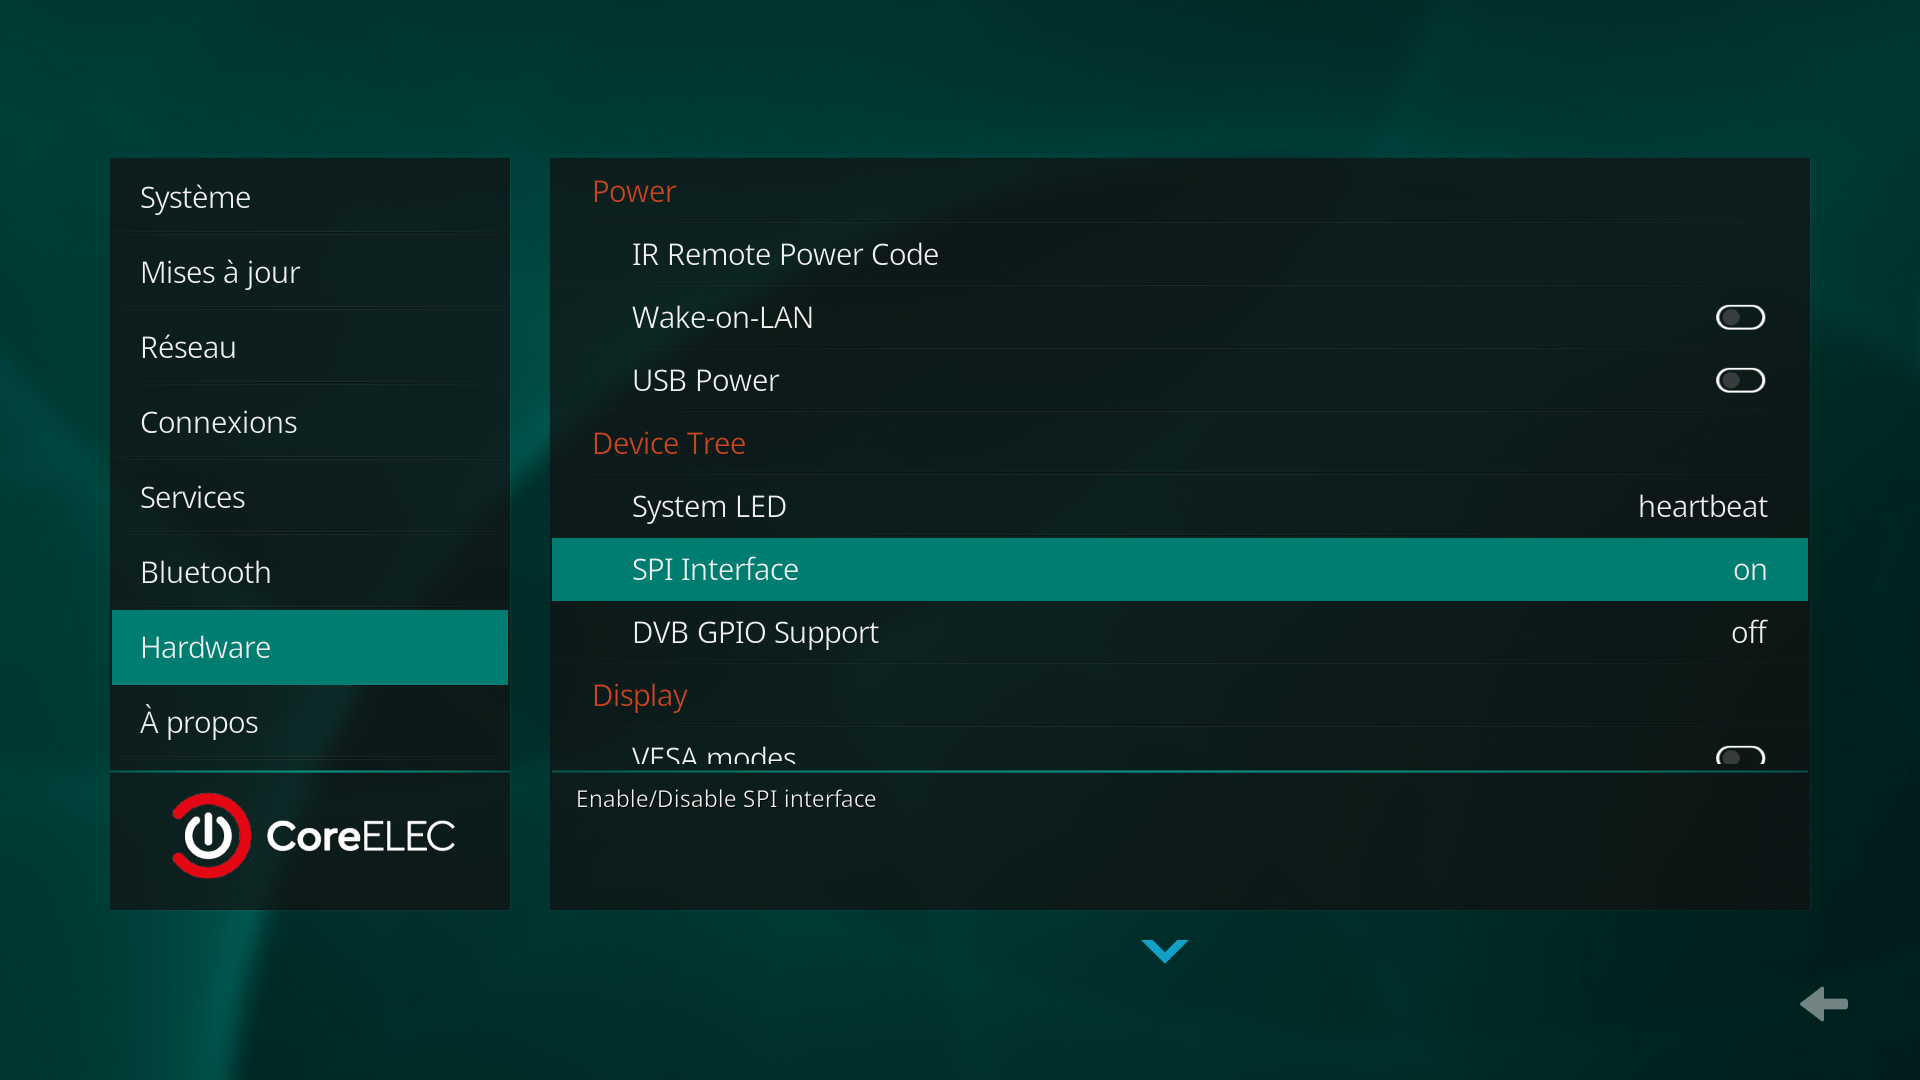 Système
Mises à jour
Réseau
Connexions
Services
Bluetooth
Hardware
À propos
CoreELEC
Power
IR Remote Power Code
Wake-on-LAN
USB Power
Device Tree
System LED heartbeat
SPI Interface on
DVB GPIO Support off
Display
VESA modes
Enable/Disable SPI interface